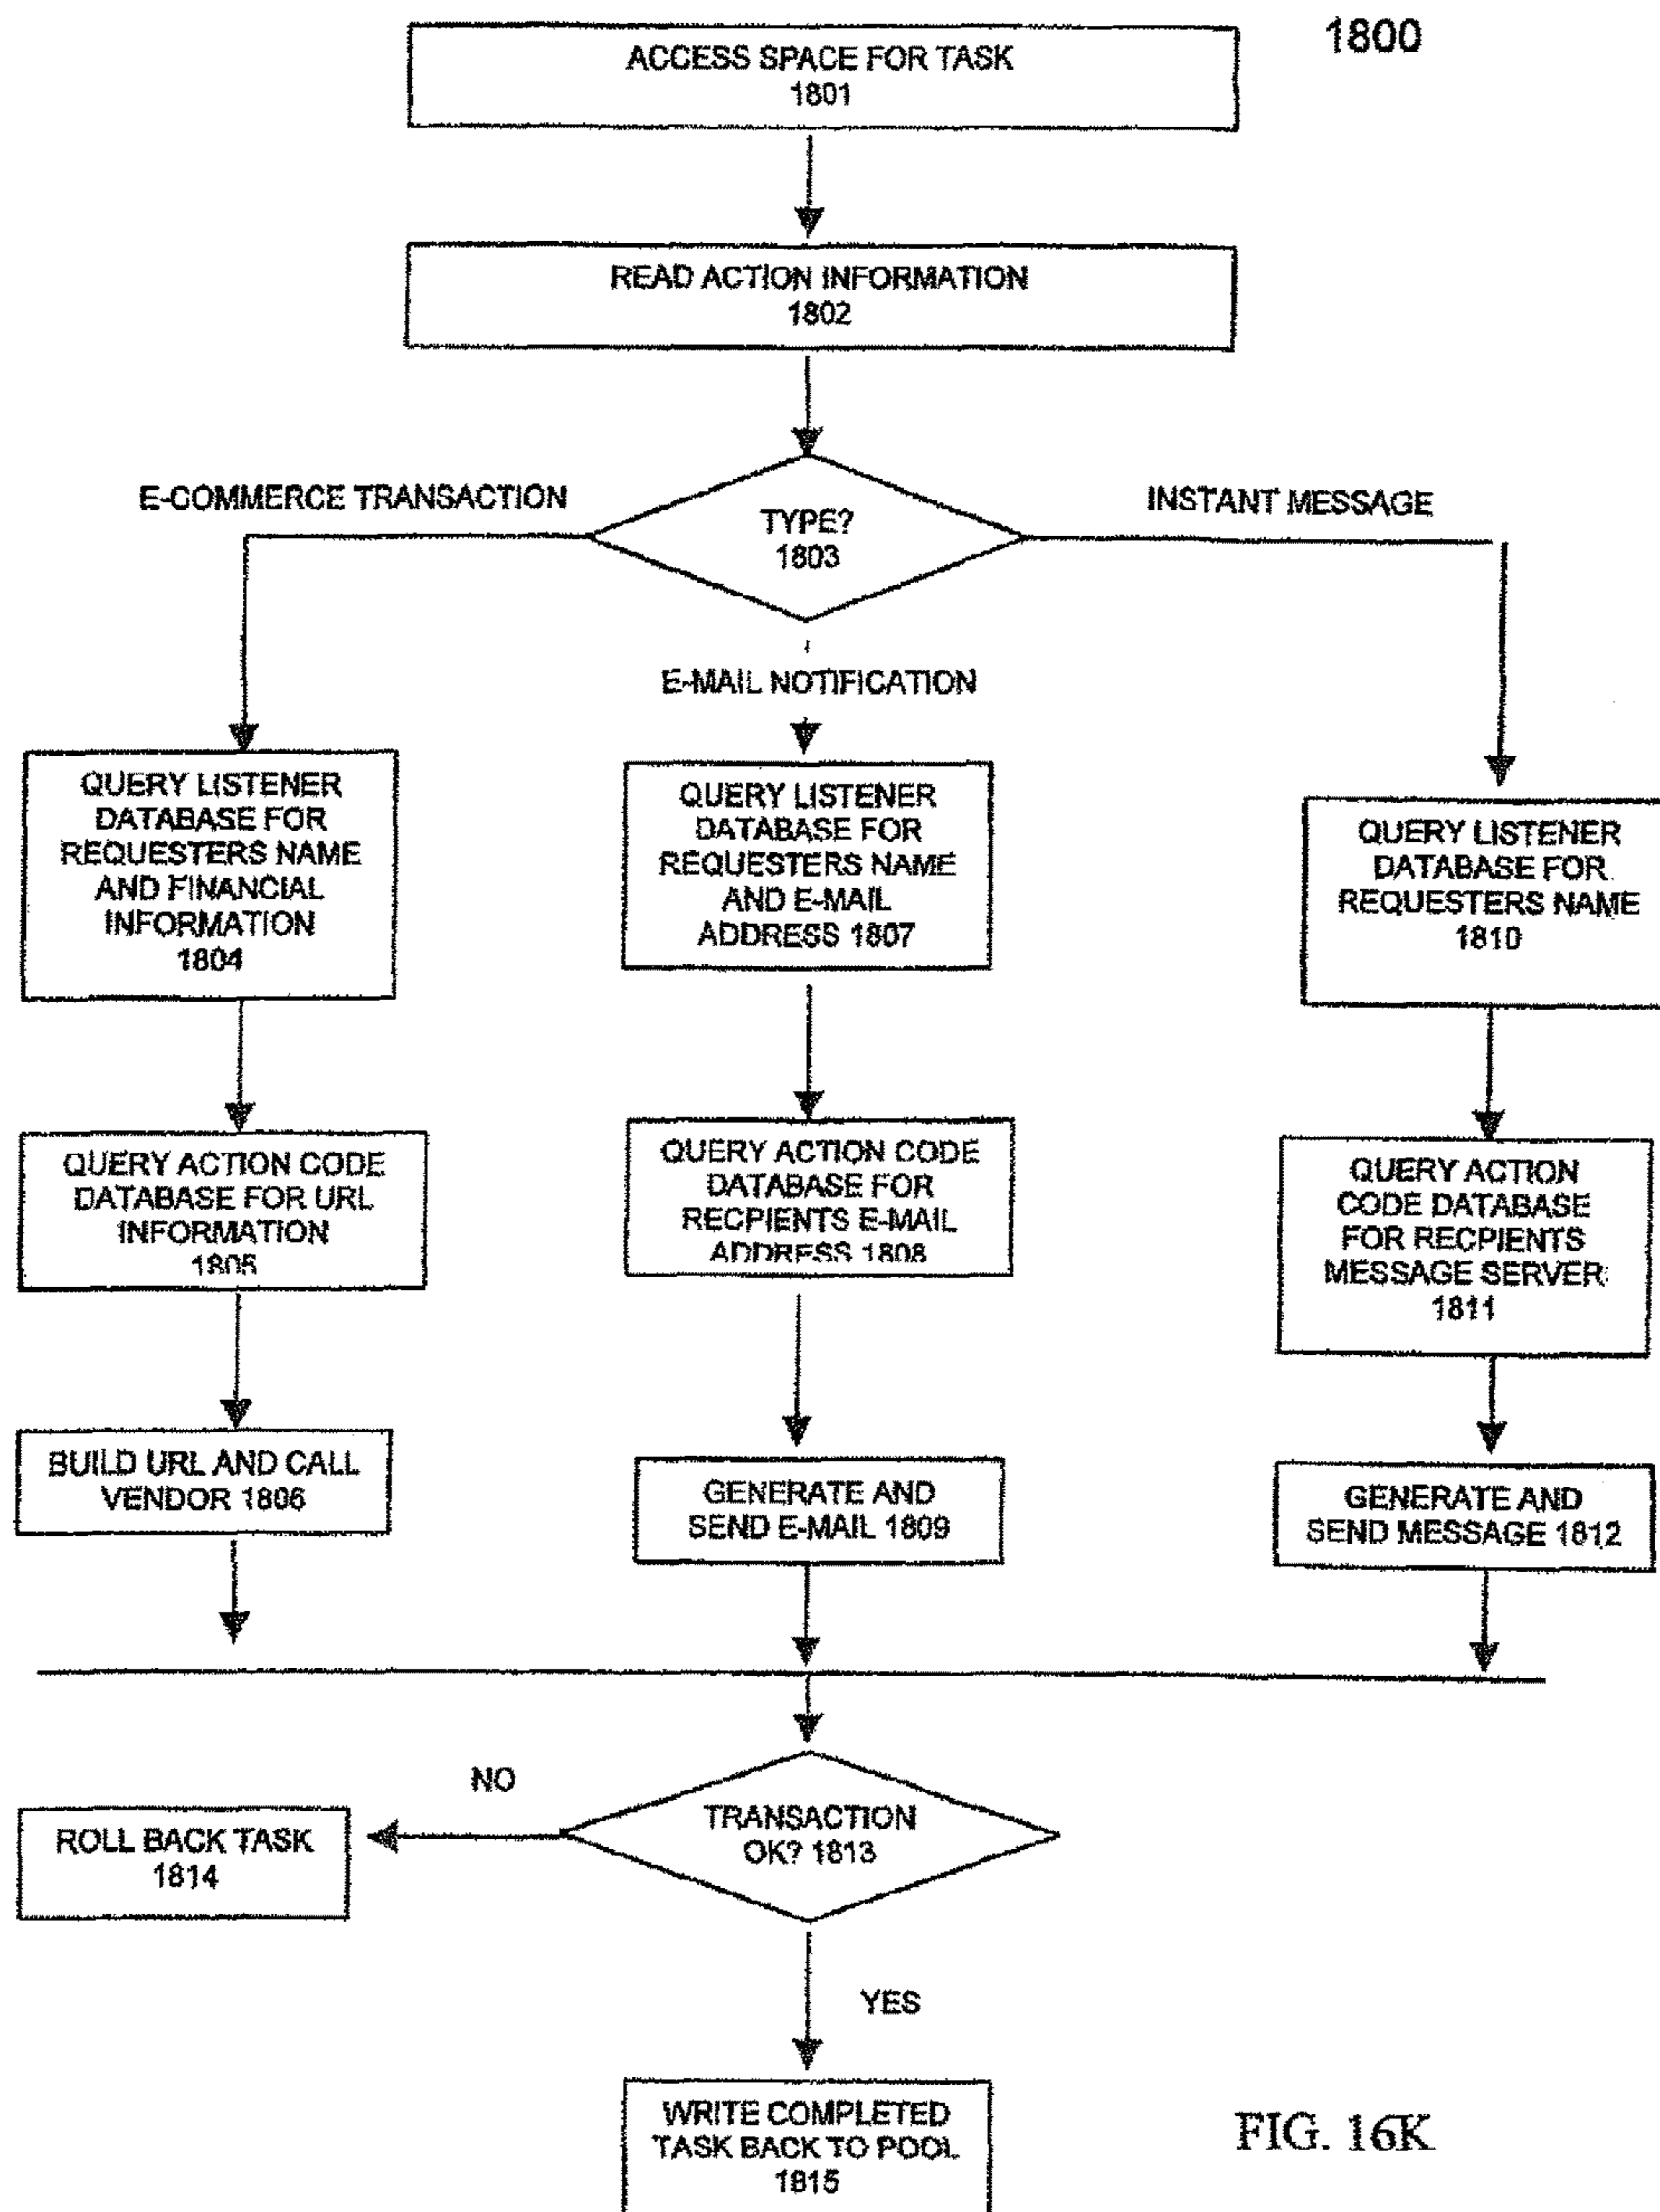 1800
ACCESS SPACE FOR TASK
1801
READ ACTION INFORMATION
1802
E-COMMERCE TRANSACTION
TYPE?
1803
INSTANT MESSAGE
E-MAIL NOTIFICATION
QUERY LISTENER
DATABASE FOR
REQUESTERS NAME
AND FINANCIAL
INFORMATION
1804
QUERY LISTENER
DATABASE FOR
REQUESTERS NAME
AND E-MAIL
ADDRESS 1807
QUERY LISTENER
DATABASE FOR
REQUESTERS NAME
1810
QUERY ACTION CODE
DATABASE FOR URL
INFORMATION
1805
QUERY ACTION CODE
DATABASE FOR
RECPIENTS E-MAIL
ADDRESS 1808
QUERY ACTION
CODE DATABASE
FOR RECPIENTS
MESSAGE SERVER
1811
BUILD URL AND CALL
VENDOR 1806
GENERATE AND
SEND E-MAIL 1809
GENERATE AND
SEND MESSAGE 1812
NO
TRANSACTION
OK? 1813
ROLL BACK TASK
1814
YES
WRITE COMPLETED
TASK BACK TO POOL
1815
FIG. 16K